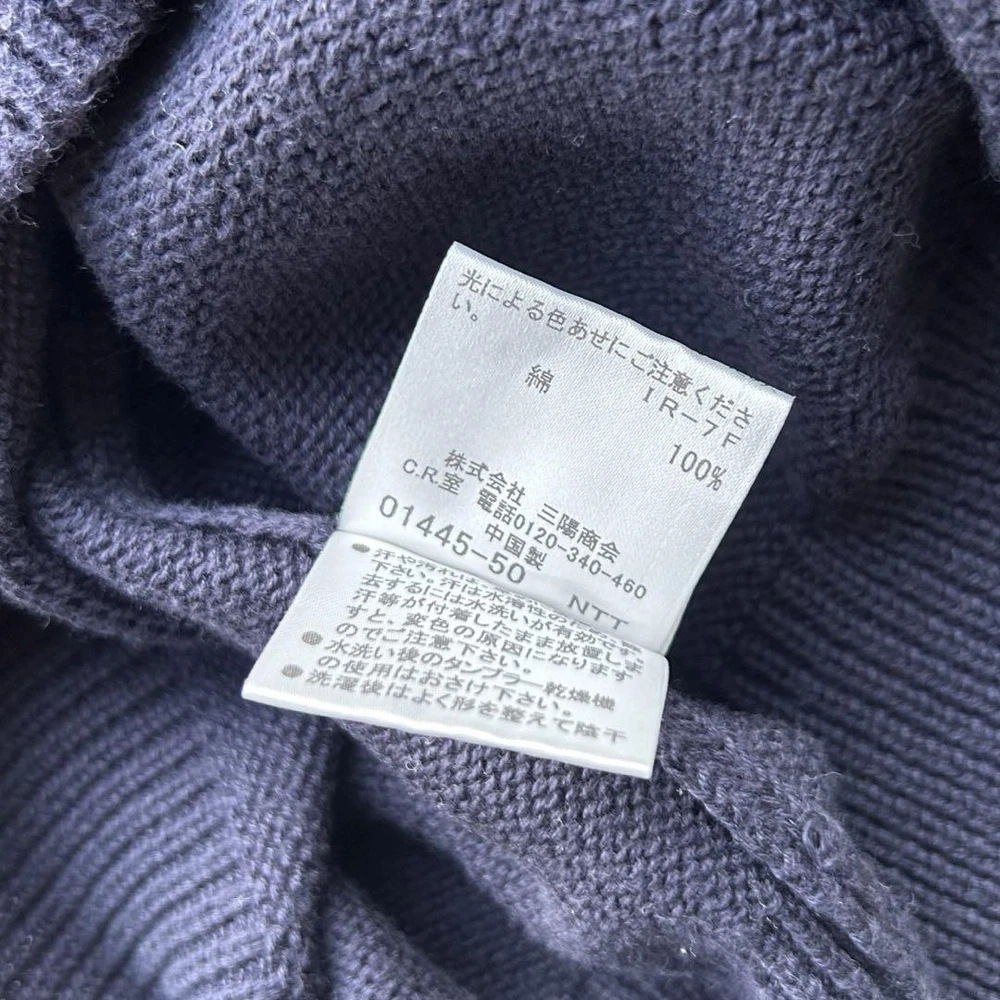 光による色あせにご注意くださ
い。
IR-7F
綿 100%
株式会社 三陽商会
C.R.室 電話0120-340-460
中国製
01445-50
NTT
●汗や汚れは
下さい。汗は水溶性の
去するには水洗いが有効です。
汗等が付着したまま放置しま
すと、変色の原因になります
のでご注意下さい。
●水洗い後のタンブラー乾燥機
の使用はおさけ下さい。
●洗濯後はよく形を整えて陰干